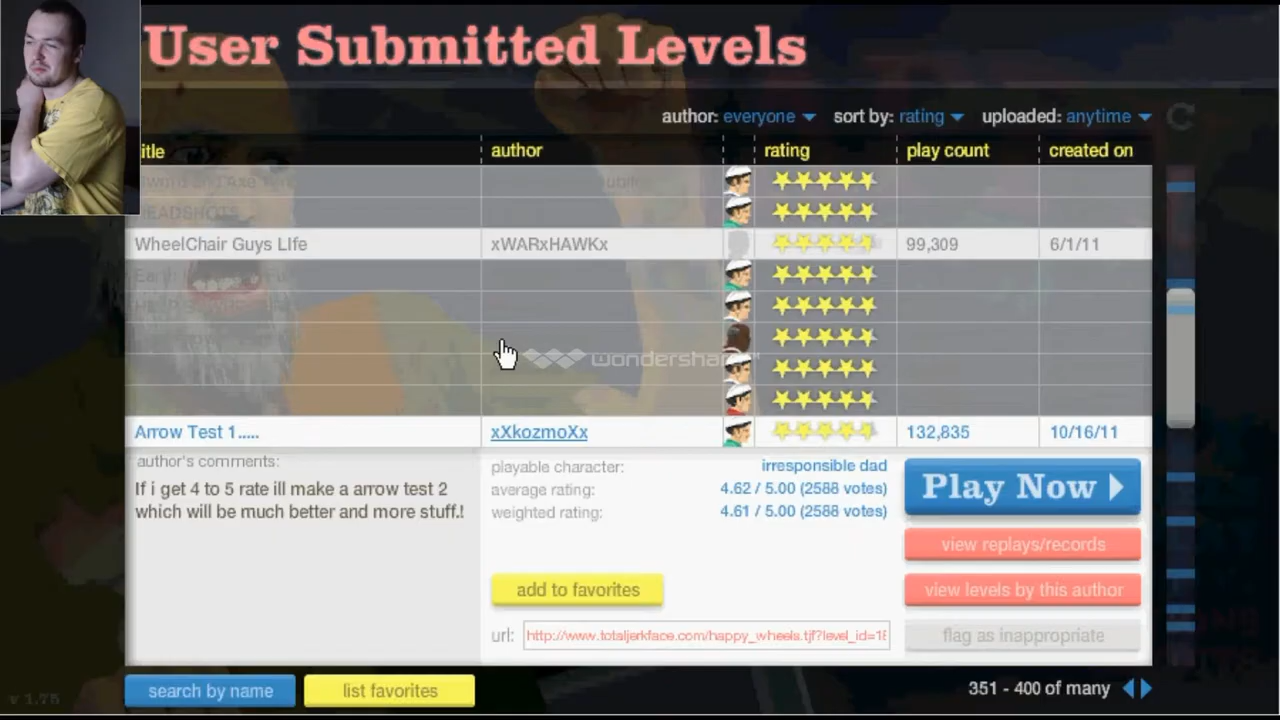 User Submitted Levels
author: everyone sort by: rating uploaded: anytime
itle author rating play count created on
HEADSHOTS
WheelChair Guys LIfe xWARxHAWKx 99,309 6/1/11
wondershare
Arrow Test 1..... xXkozmoXx 132,835 10/16/11
author's comments:
If i get 4 to 5 rate ill make a arrow test 2
which will be much better and more stuff.!
playable character: irresponsible dad
average rating: 4.62 / 5.00 (2588 votes)
weighted rating: 4.61 / 5.00 (2588 votes)
Play Now
view replays/records
add to favorites
view levels by this author
url: http://www.totaljerkface.com/happy_wheels.tjf?level_id=18
flag as inappropriate
search by name list favorites
351 - 400 of many
v 1.75